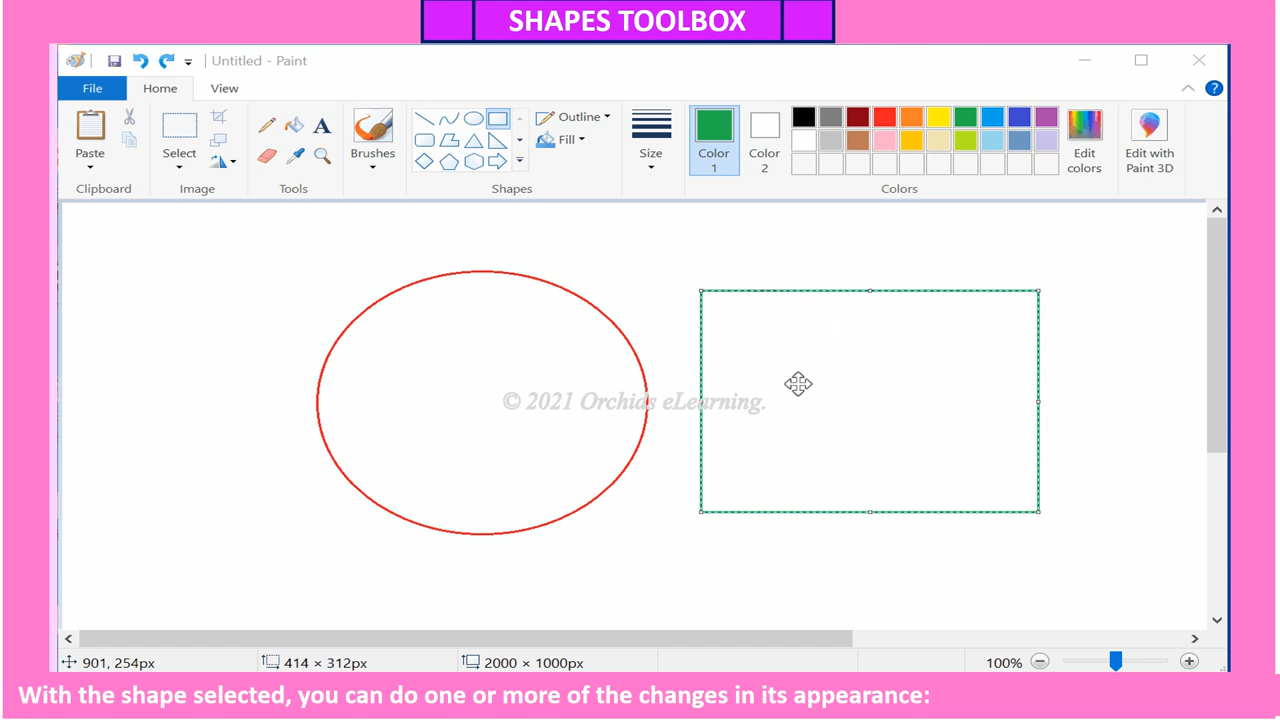 SHAPES TOOLBOX
Untitled - Paint
File Home View
Paste
Select
Brushes
Outline
Fill
Size
Color 1
Color 2
Edit colors
Edit with Paint 3D
Clipboard Image Tools Shapes Colors
© 2021 Orchids eLearning.
901, 254px 414 × 312px 2000 × 1000px 100%
With the shape selected, you can do one or more of the changes in its appearance: